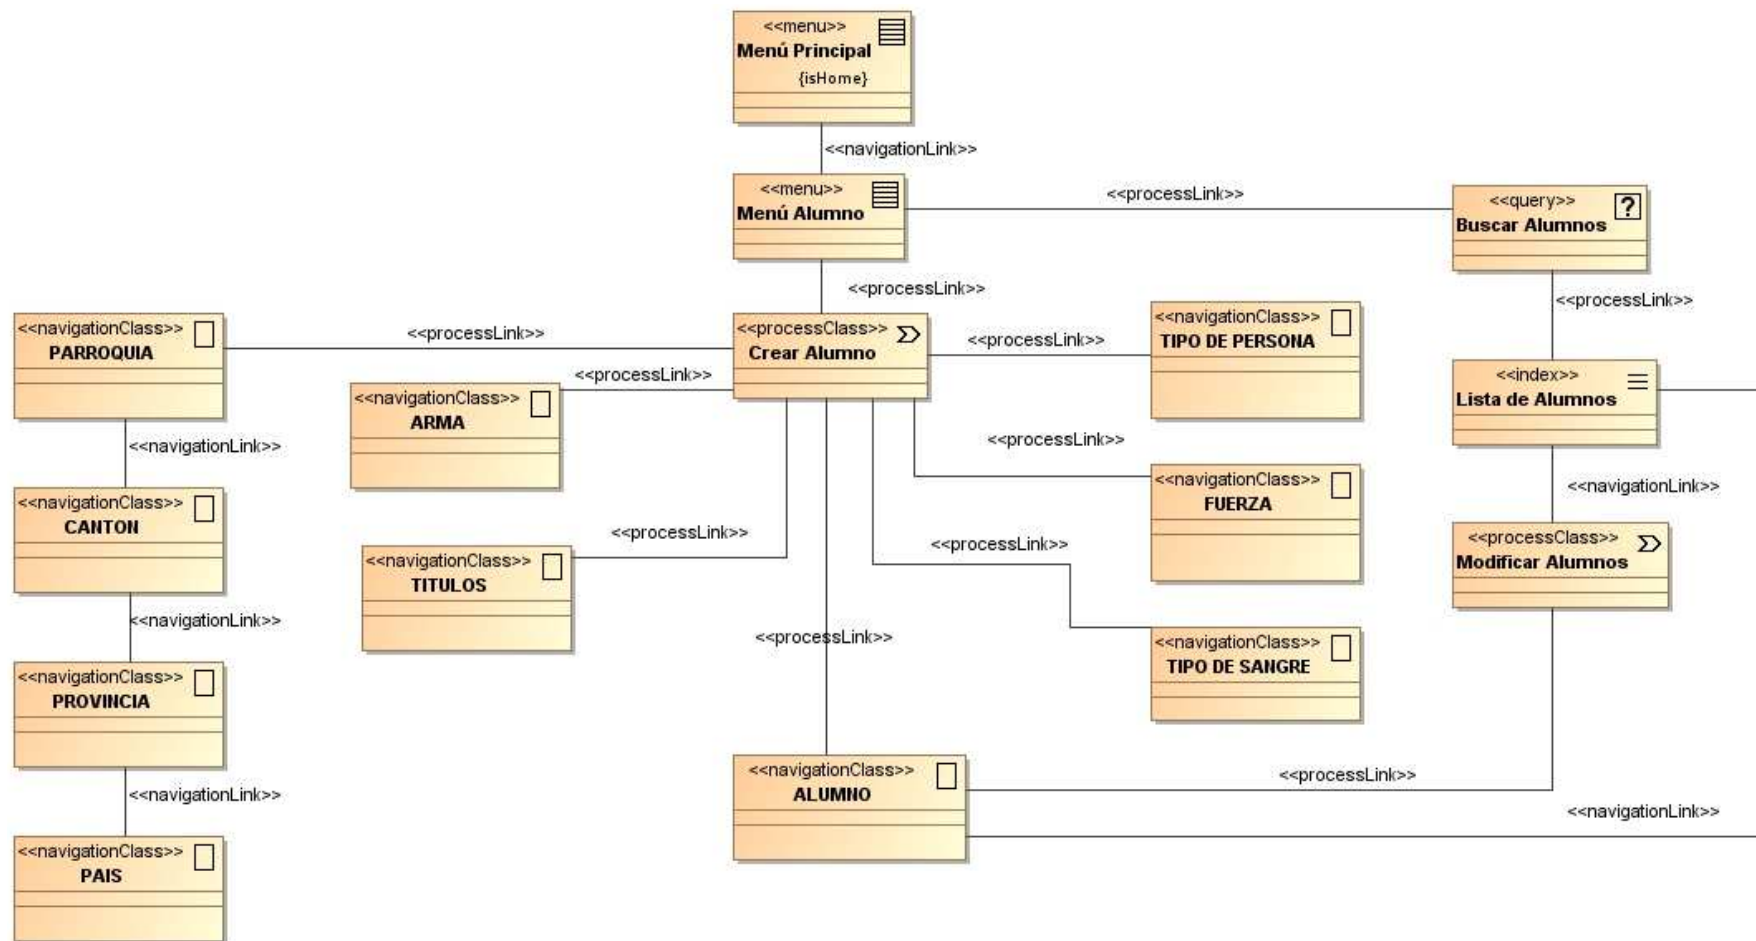 <<menu>>
Menú Principal
{isHome}
<<navigationLink>>
<<menu>>
Menú Alumno
<<processLink>>
<<query>>
Buscar Alumnos
<<processLink>>
<<processLink>>
<<navigationClass>>
PARROQUIA
<<processLink>>
<<processClass>>
Crear Alumno
<<processLink>>
<<navigationClass>>
TIPO DE PERSONA
<<processLink>>
<<navigationClass>>
ARMA
<<index>>
Lista de Alumnos
<<navigationLink>>
<<processLink>>
<<navigationClass>>
FUERZA
<<navigationLink>>
<<navigationClass>>
CANTON
<<processLink>>
<<navigationClass>>
TITULOS
<<processLink>>
<<processClass>>
Modificar Alumnos
<<navigationLink>>
<<processLink>>
<<navigationClass>>
TIPO DE SANGRE
<<navigationClass>>
PROVINCIA
<<navigationLink>>
<<navigationClass>>
ALUMNO
<<processLink>>
<<navigationLink>>
<<navigationClass>>
PAIS